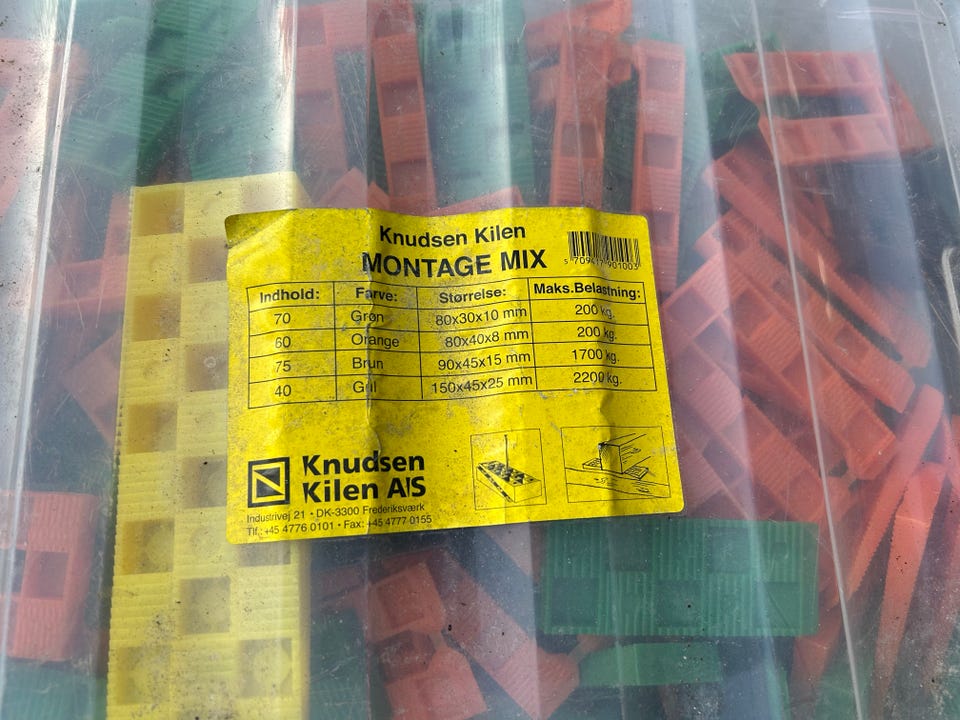 Knudsen Kilen
MONTAGE MIX
Indhold: Farve: Størrelse: Maks.Belastning:
70 Grøn 80x30x10 mm 200 kg.
60 Orange 80x40x8 mm 200 kg.
75 Brun 90x45x15 mm 1700 kg.
40 Gul 150x45x25 mm 2200 kg.
Knudsen
Kilen A/S
Industrivej 21 • DK-3300 Frederiksværk
Tlf.: +45 4776 0101 • Fax: +45 4777 0155